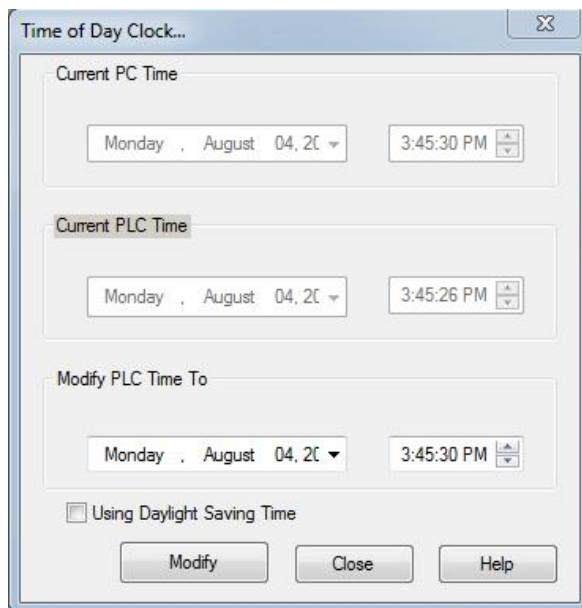 Time of Day Clock...
Current PC Time
Monday , August 04, 20 3:45:30 PM
Current PLC Time
Monday , August 04, 20 3:45:26 PM
Modify PLC Time To
Monday , August 04, 20 3:45:30 PM
Using Daylight Saving Time
Modify Close Help